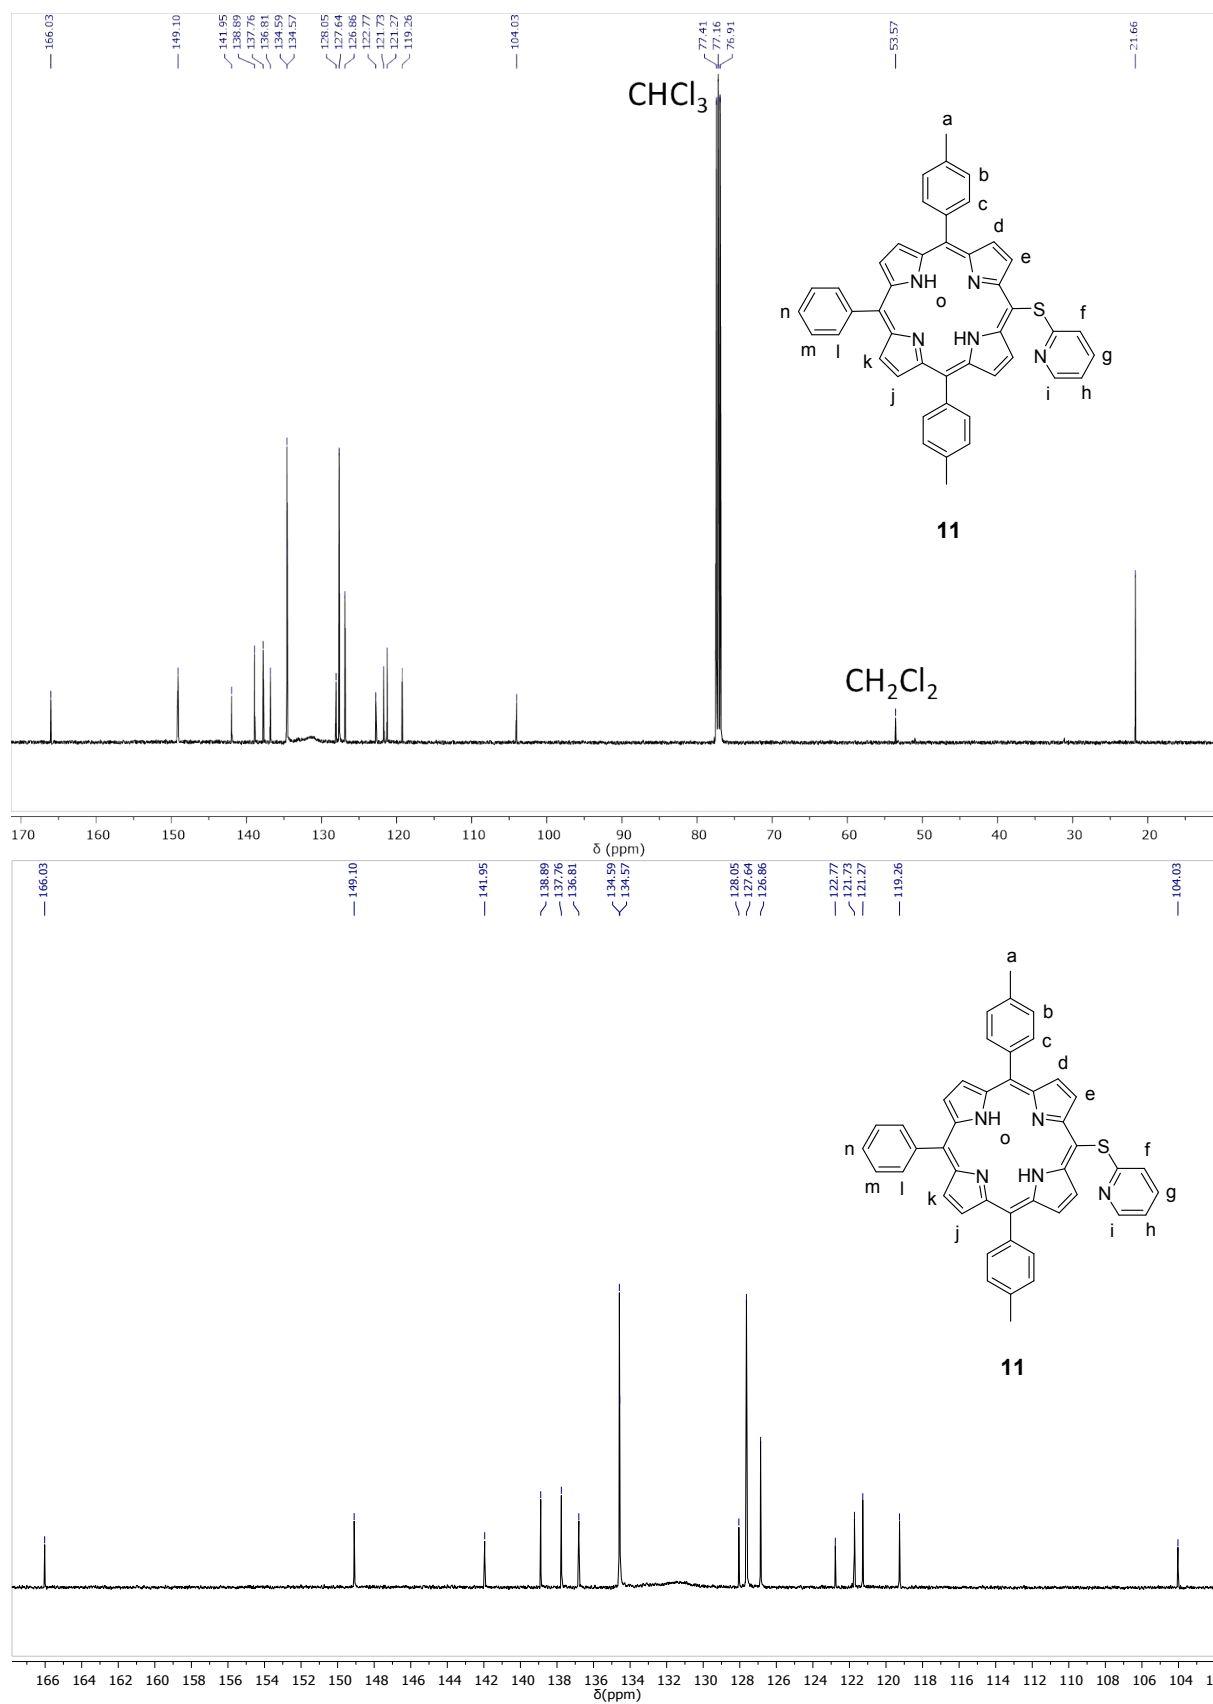 166.03
149.10
141.95
138.89
137.76
136.81
134.59
134.57
128.05
127.64
126.86
122.77
121.73
121.27
119.26
104.03
77.41
77.16
76.91
53.57
21.66
CHCl3
a
b
c
d
e
NH
N
n
o
S
f
N
HN
N
g
m
l
k
i
h
j
11
CH2Cl2
170 160 150 140 130 120 110 100 90 80 70 60 50 40 30 20
δ (ppm)
166.03
149.10
141.95
138.89
137.76
136.81
134.59
134.57
128.05
127.64
126.86
122.77
121.73
121.27
119.26
104.03
a
b
c
d
e
NH
N
n
o
S
f
N
HN
N
g
m
l
k
i
h
j
11
166 164 162 160 158 156 154 152 150 148 146 144 142 140 138 136 134 132 130 128 126 124 122 120 118 116 114 112 110 108 106 104
δ(ppm)